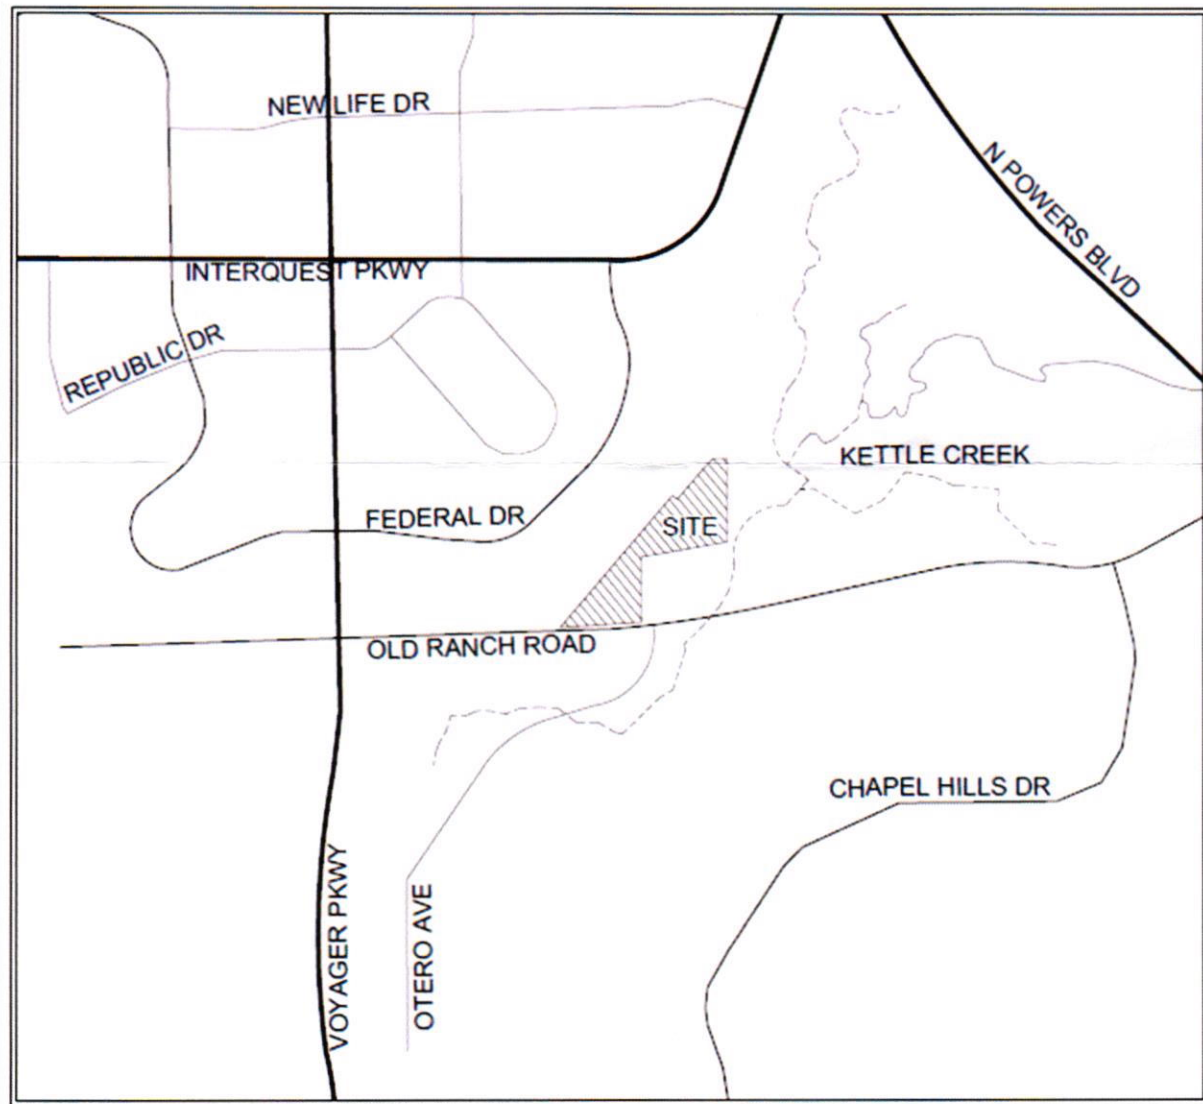 NEW LIFE DR
N POWERS BLVD
INTERQUEST PKWY
REPUBLIC DR
KETTLE CREEK
FEDERAL DR
SITE
OLD RANCH ROAD
CHAPEL HILLS DR
VOYAGER PKWY
OTERO AVE